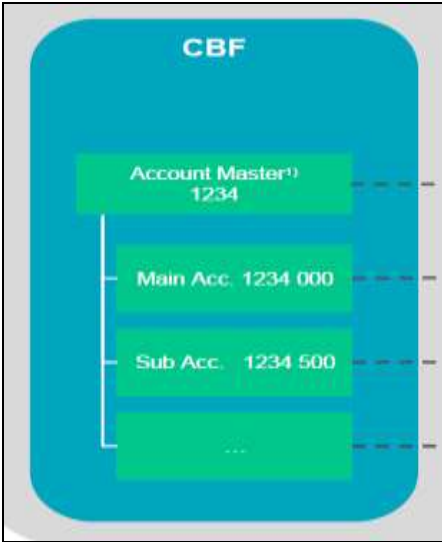 CBF
Account Master¹⁾
1234
Main Acc. 1234 000
Sub Acc. 1234 500
...